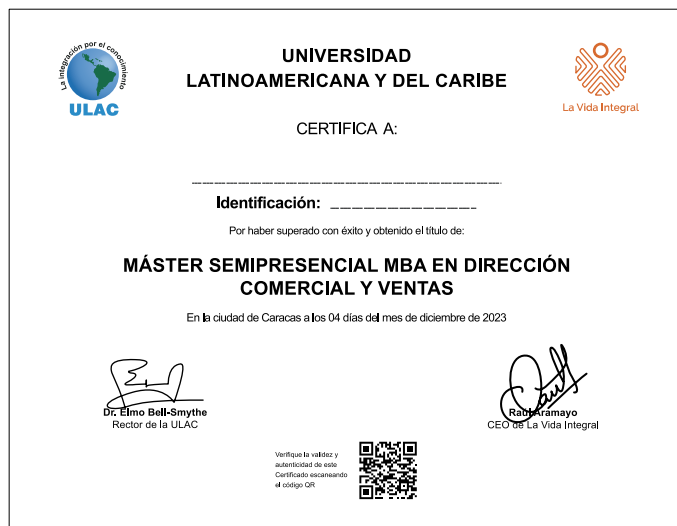 La integración por el conocimiento
ULAC
UNIVERSIDAD
LATINOAMERICANA Y DEL CARIBE
La Vida Integral
CERTIFICA A:
Identificación:
Por haber superado con éxito y obtenido el título de:
MÁSTER SEMIPRESENCIAL MBA EN DIRECCIÓN
COMERCIAL Y VENTAS
En la ciudad de Caracas a los 04 días del mes de diciembre de 2023
Dr. Elmo Bell-Smythe
Rector de la ULAC
Raúl Aramayo
CEO de La Vida Integral
Verifique la validez y
autenticidad de este
Certificado escaneando
el código QR